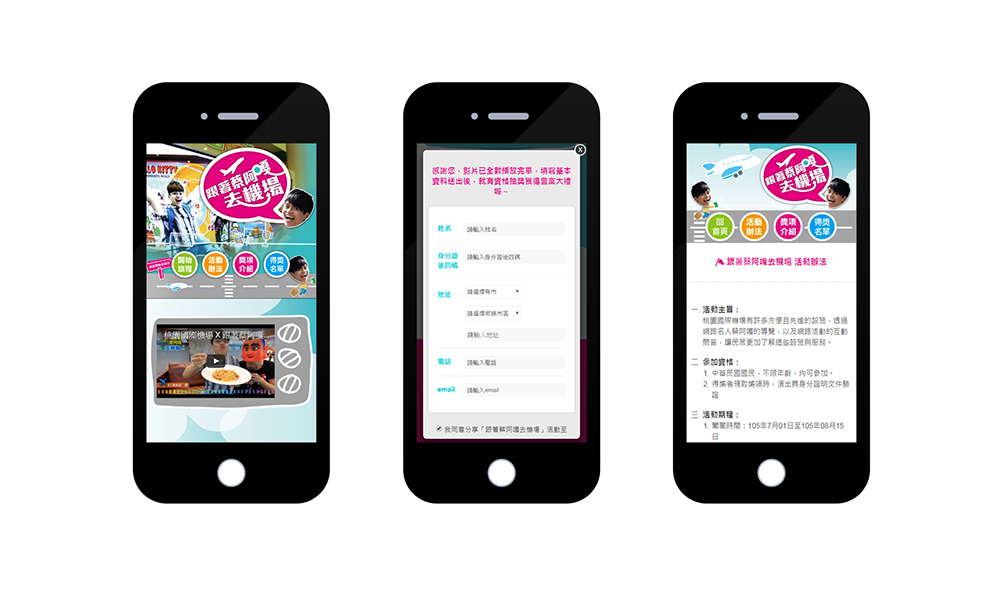 HELLO KITTY
跟著蔡阿嘎
去機場
開始
旅程
活動
辦法
獎項
介紹
得獎
名單
桃園國際機場 X 跟著蔡阿嘎
X
感謝您，影片已全數播放完畢，填寫基本
資料送出後，就有資格抽獎獲得豐富大禮
喔～
姓名
請輸入姓名
身分證
後四碼
請輸入身分證後四碼
地址
請選擇縣市
請選擇鄉鎮市區
請輸入地址
電話
請輸入電話
email
請輸入email
我同意分享「跟著蔡阿嘎去機場」活動至
跟著蔡阿嘎
去機場
回
首頁
活動
辦法
獎項
介紹
得獎
名單
跟著蔡阿嘎去機場 活動辦法
一 活動主旨：
桃園國際機場有許多方便且先進的設施，透過
網路名人蔡阿嘎的導覽，以及網路活動的互動
問答，讓民眾更加了解這些設施與服務。
二 參加資格：
1. 中華民國國民，不限年齡，均可參加。
2. 得獎者領取獎項時，須出具身分證明文件驗
證
三 活動期程：
1. 闖關時間：105年7月01日至105年08月15
日